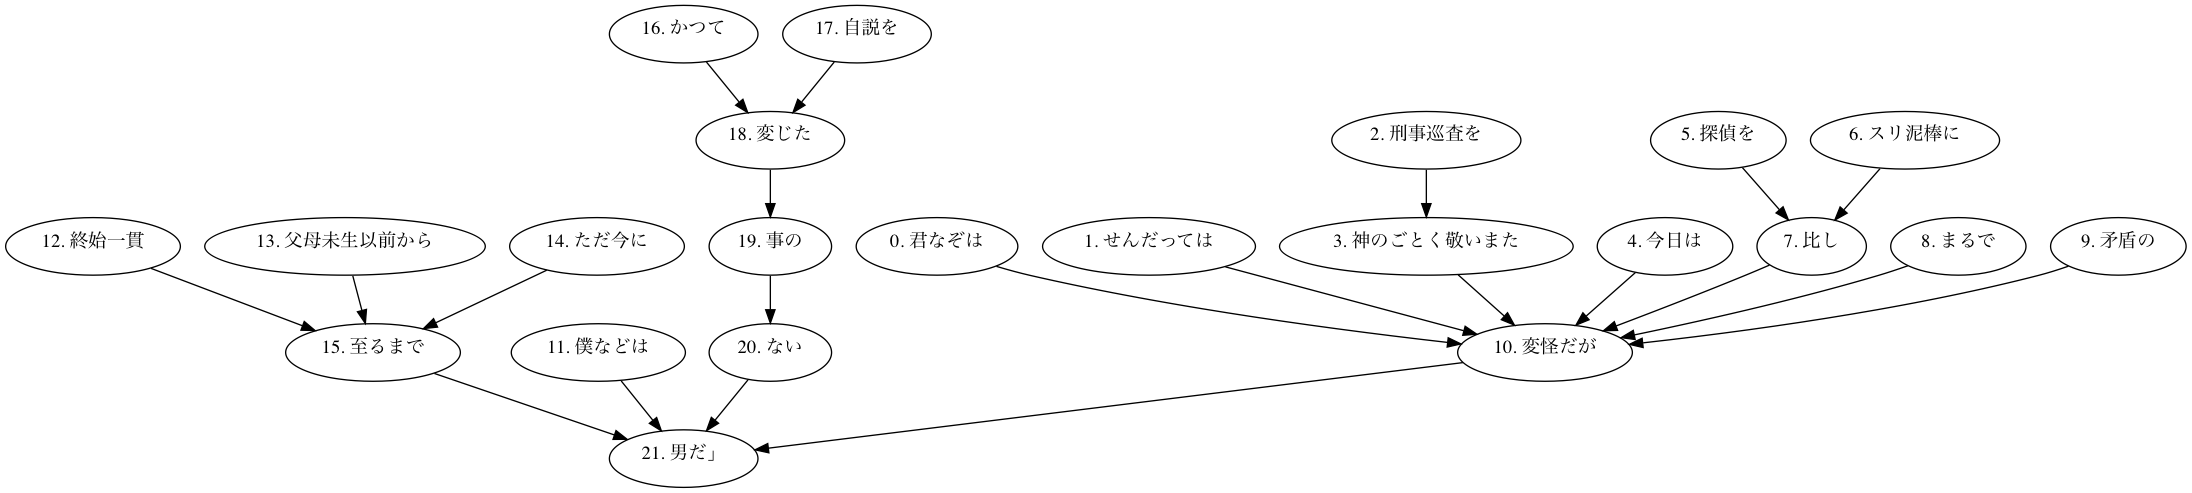 16. かつて
17. 自説を
18. 変じた
2. 刑事巡査を
5. 探偵を
6. スリ泥棒に
12. 終始一貫
13. 父母未生以前から
14. ただ今に
19. 事の
0. 君なぞは
1. せんだっては
3. 神のごとく敬いまた
4. 今日は
7. 比し
8. まるで
9. 矛盾の
15. 至るまで
11. 僕などは
20. ない
10. 変怪だが
21. 男だ」